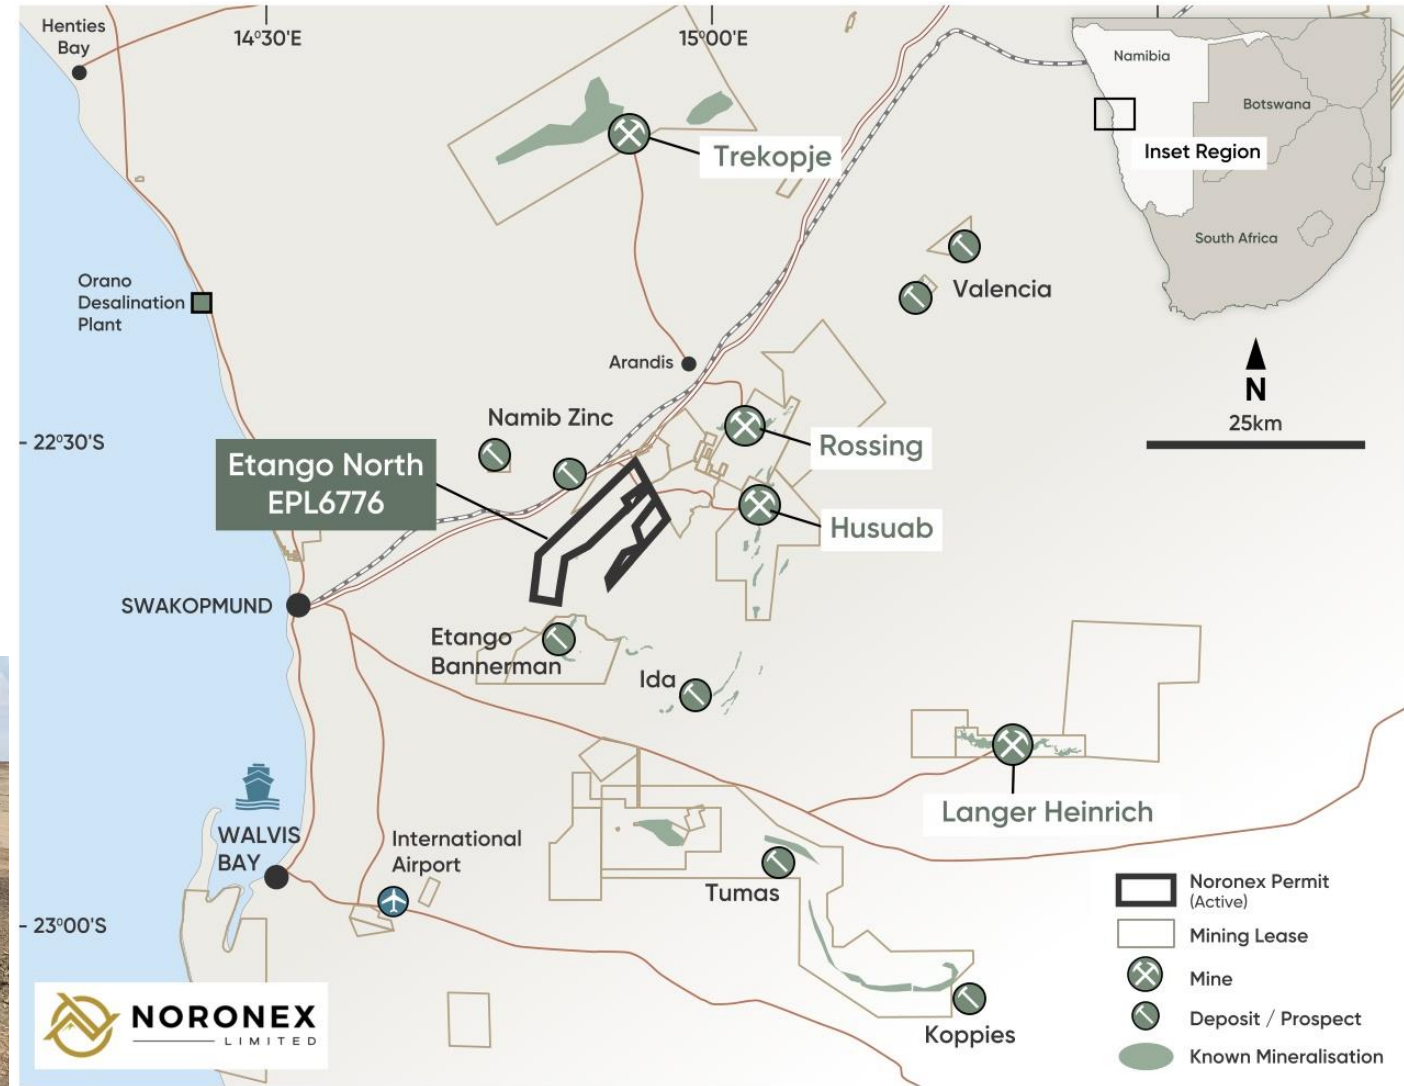 Henties
Bay
14°30'E
15°00'E
Namibia
Botswana
Inset Region
South Africa
Trekopje
Orano
Desalination
Plant
Valencia
Arandis
N
25km
Namib Zinc
22°30'S
Rossing
Etango North
EPL6776
Husuab
SWAKOPMUND
Etango
Bannerman
Ida
Langer Heinrich
WALVIS
BAY
International
Airport
Tumas
23°00'S
Koppies
Noronex Permit
(Active)
Mining Lease
Mine
Deposit / Prospect
Known Mineralisation
NORONEX
LIMITED